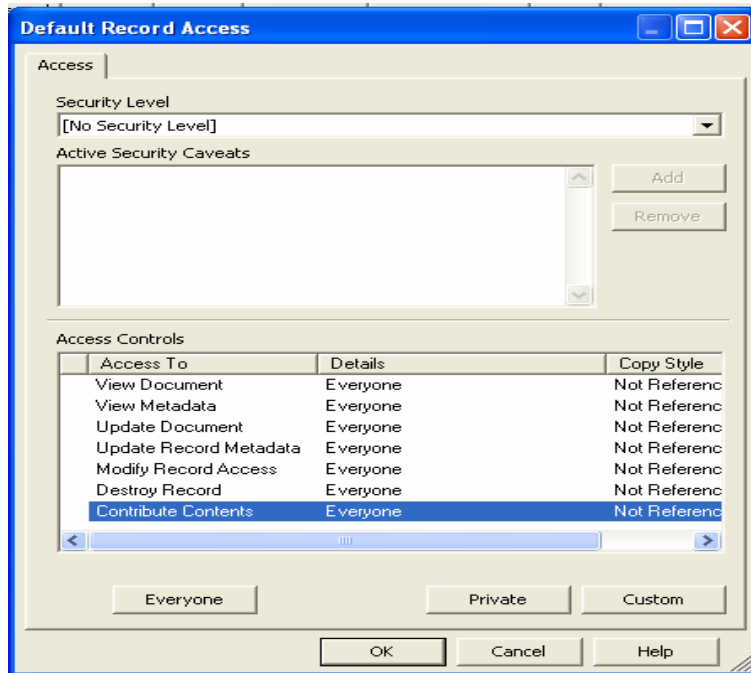 Default Record Access
Access
Security Level
[No Security Level]
Active Security Caveats
Add
Remove
Access Controls
Access To Details Copy Style
View Document Everyone Not Referenc
View Metadata Everyone Not Referenc
Update Document Everyone Not Referenc
Update Record Metadata Everyone Not Referenc
Modify Record Access Everyone Not Referenc
Destroy Record Everyone Not Referenc
Contribute Contents Everyone Not Referenc
Everyone Private Custom
OK Cancel Help